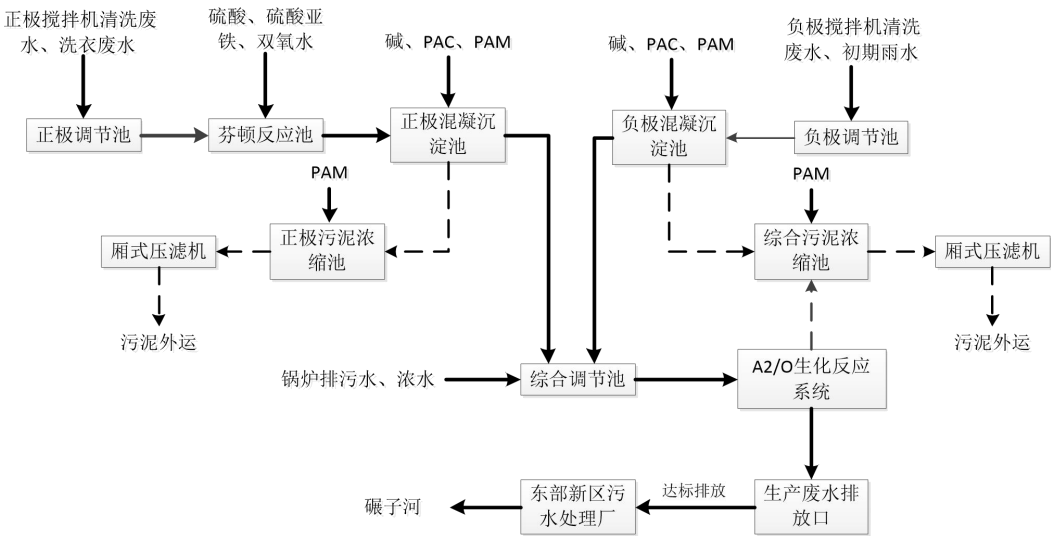 正极搅拌机清洗废
水、洗衣废水
硫酸、硫酸亚
铁、双氧水
碱、PAC、PAM
碱、PAC、PAM
负极搅拌机清洗
废水、初期雨水
正极调节池
芬顿反应池
正极混凝沉
淀池
负极混凝沉
淀池
负极调节池
PAM
PAM
厢式压滤机
正极污泥浓
缩池
综合污泥浓
缩池
厢式压滤机
污泥外运
污泥外运
锅炉排污水、浓水
综合调节池
A2/O生化反应
系统
碾子河
东部新区污
水处理厂
达标排放
生产废水排
放口